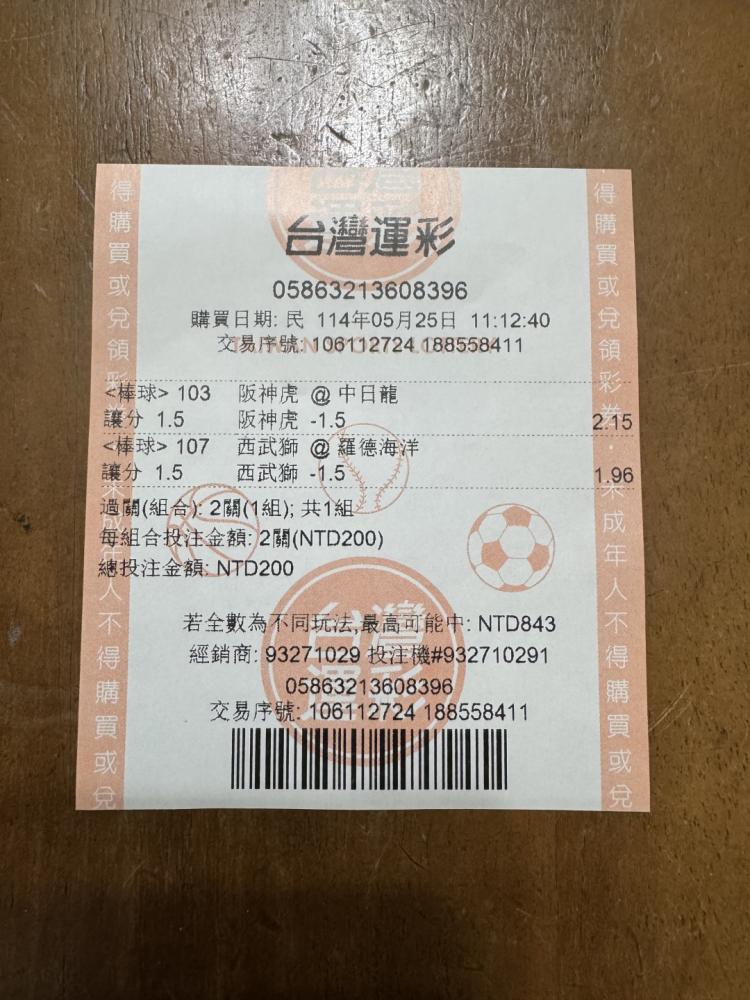 台灣運彩
05863213608396
購買日期: 民 114年05月25日 11:12:40
交易序號: 106112724 188558411
<棒球> 103 阪神虎 @ 中日龍
讓分 1.5 阪神虎 -1.5 2.15
<棒球> 107 西武獅 @ 羅德海洋
讓分 1.5 西武獅 -1.5 1.96
過關(組合): 2關(1組); 共1組
每組合投注金額: 2關(NTD200)
總投注金額: NTD200
若全數為不同玩法,最高可能中: NTD843
經銷商: 93271029 投注機#932710291
05863213608396
交易序號: 106112724 188558411
得購買或兌領彩券．未成年人不得購買或兌
得購買或兌領彩券．未成年人不得購買或兌
台灣運彩